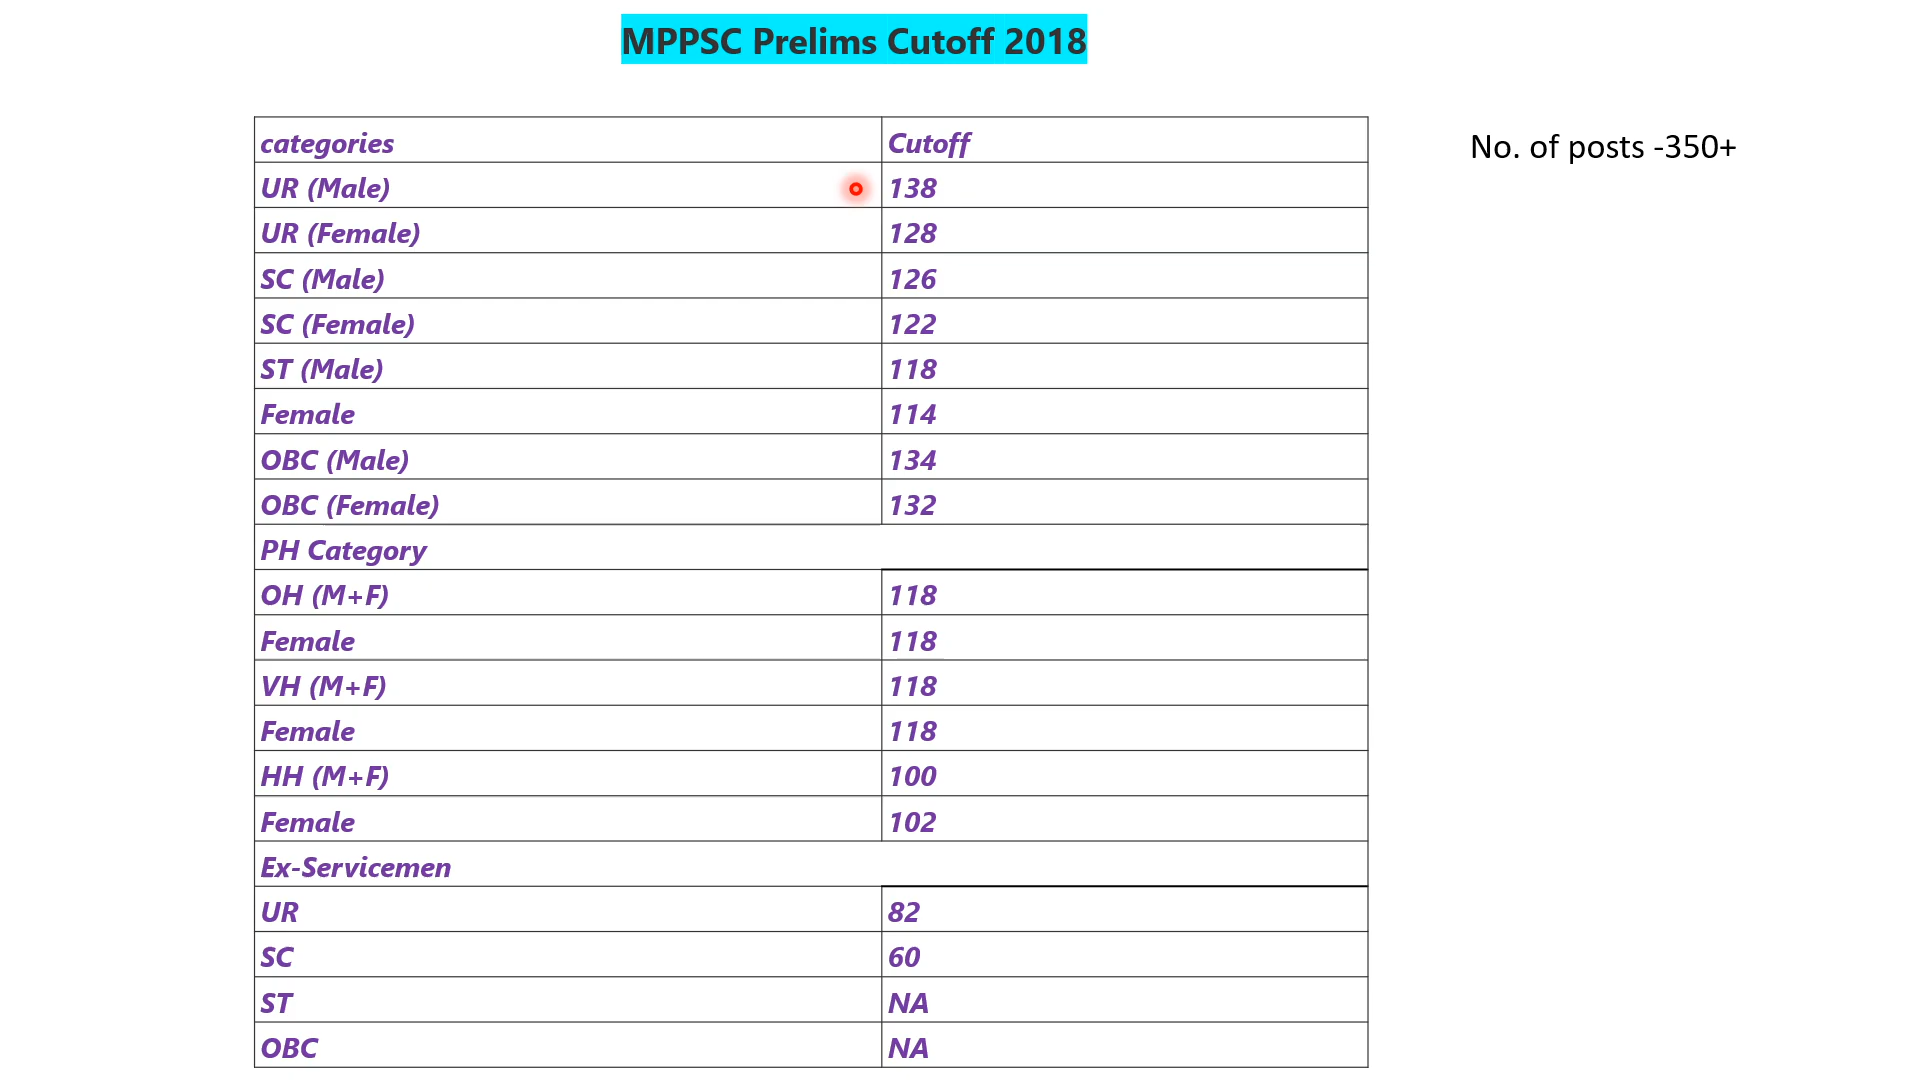 MPPSC Prelims Cutoff 2018
No. of posts -350+
categories Cutoff
UR (Male) 138
UR (Female) 128
SC (Male) 126
SC (Female) 122
ST (Male) 118
Female 114
OBC (Male) 134
OBC (Female) 132
PH Category
OH (M+F) 118
Female 118
VH (M+F) 118
Female 118
HH (M+F) 100
Female 102
Ex-Servicemen
UR 82
SC 60
ST NA
OBC NA